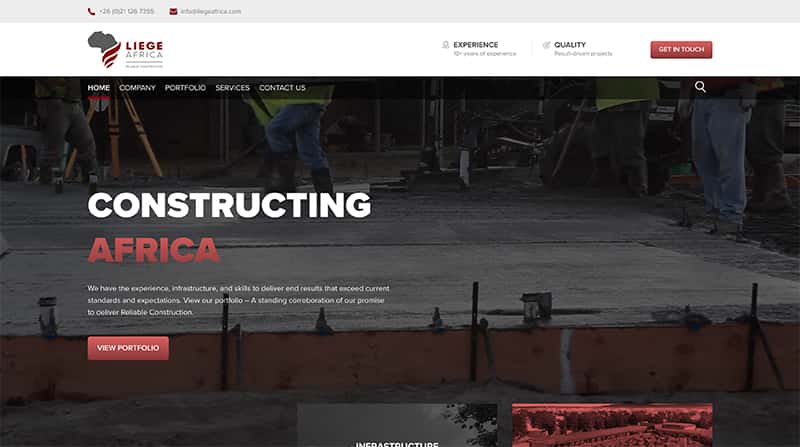 +26 (0)21 126 7395
info@liegeafrica.com
LIEGE
AFRICA
RELIABLE CONSTRUCTION
EXPERIENCE
10+ years of experience
QUALITY
Result-driven projects
GET IN TOUCH
HOME COMPANY PORTFOLIO SERVICES CONTACT US
CONSTRUCTING
AFRICA
We have the experience, infrastructure, and skills to deliver end results that exceed current
standards and expectations. View our portfolio – A standing correboration of our promise
to deliver Reliable Construction.
VIEW PORTFOLIO
INFRASTRUCTURE